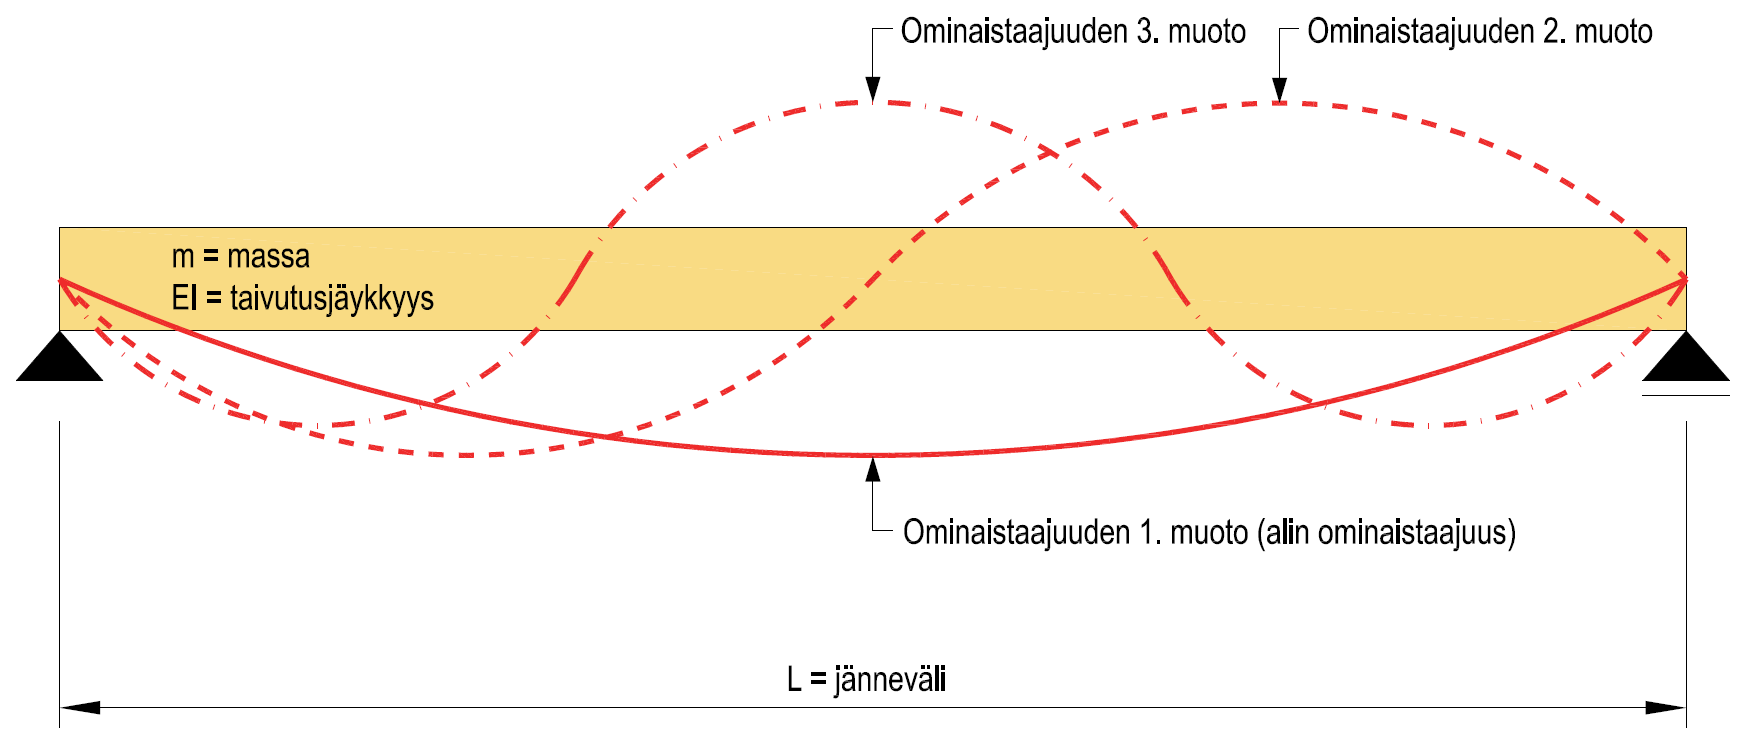 Ominaistaajuuden 3. muoto
Ominaistaajuuden 2. muoto
m = massa
EI = taivutusjäykkyys
Ominaistaajuuden 1. muoto (alin ominaistaajuus)
L = jänneväli